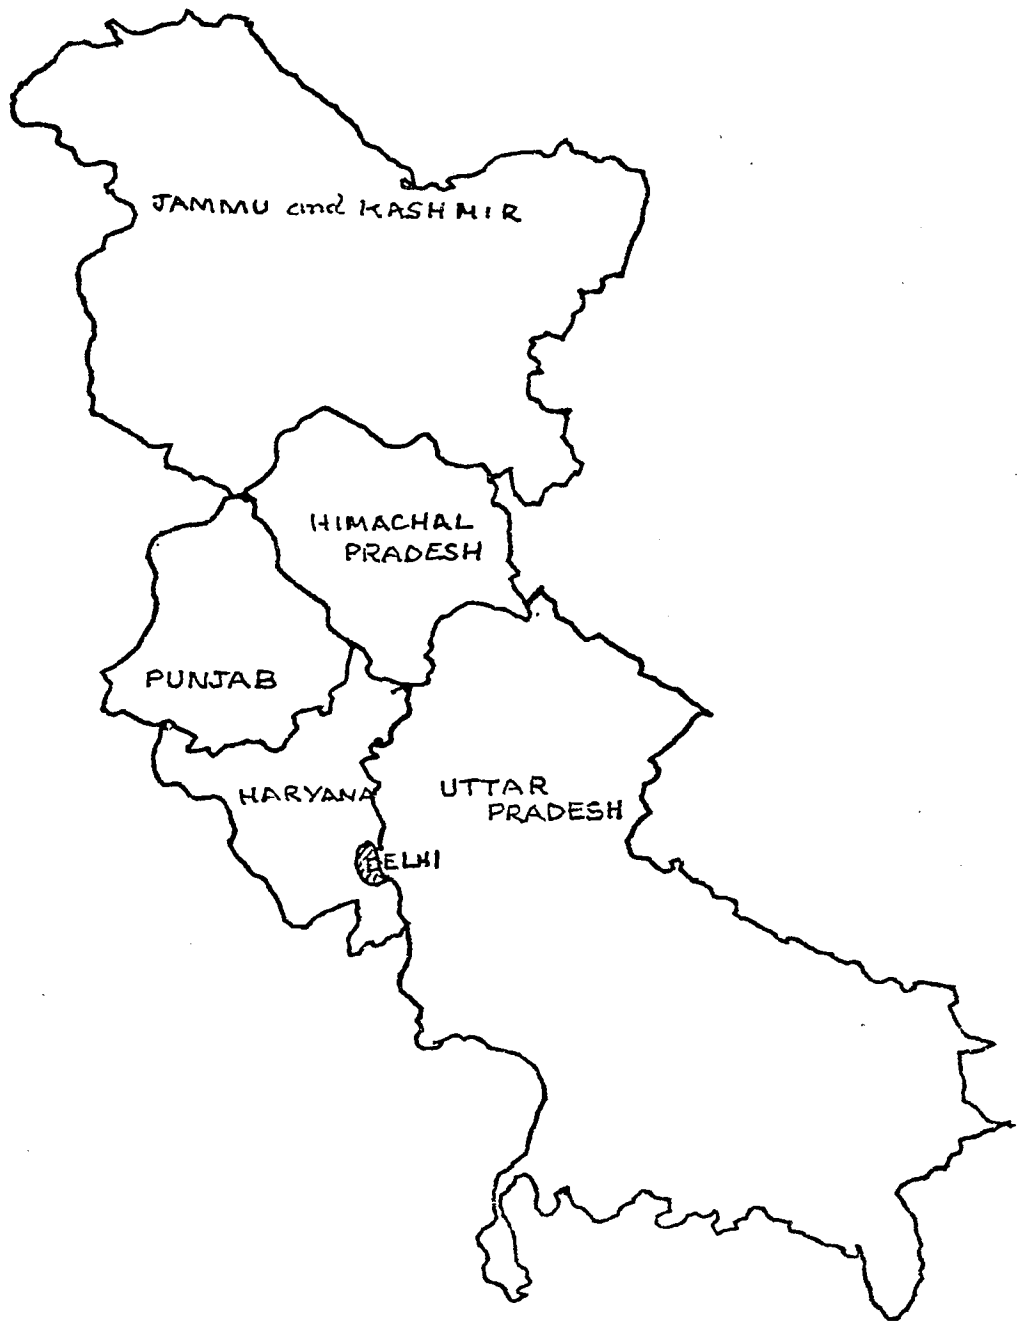 JAMMU and KASHMIR
HIMACHAL
PRADESH
PUNJAB
HARYANA
UTTAR
PRADESH
DELHI